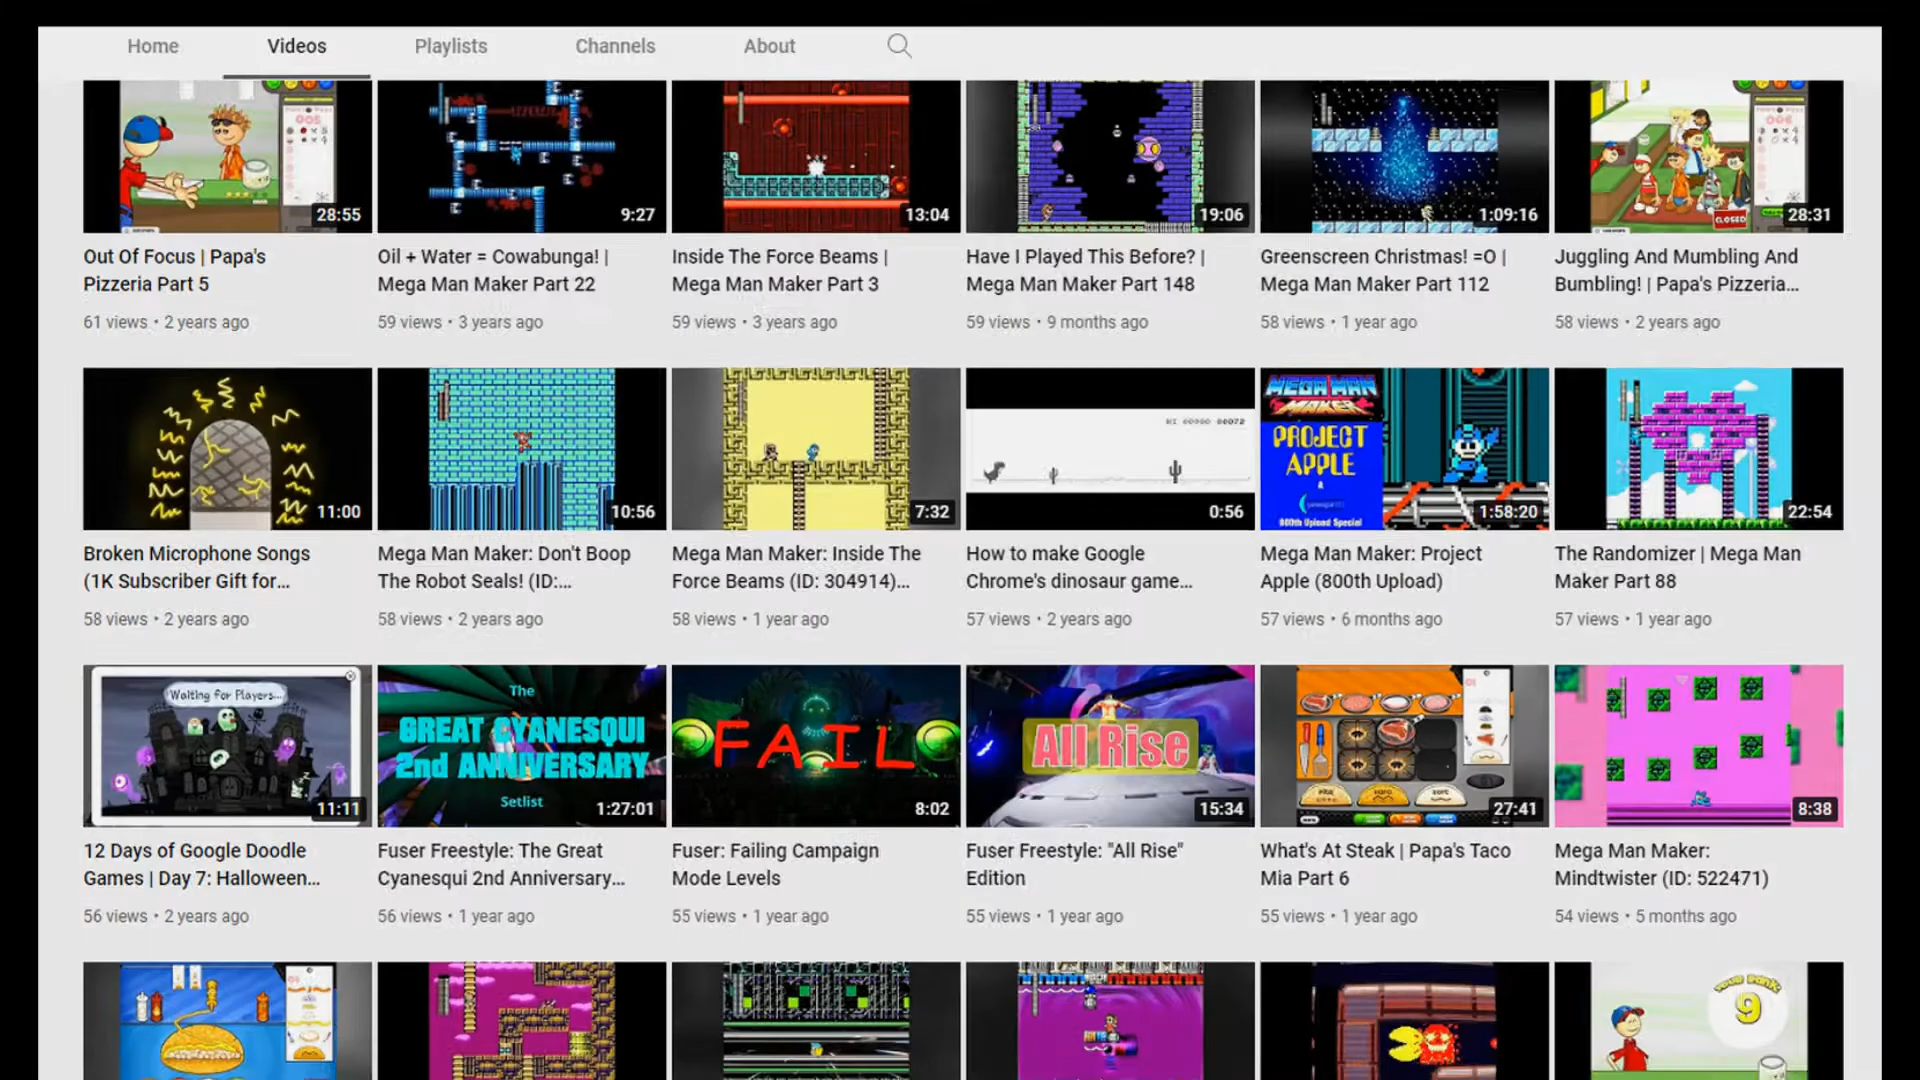 Home
Videos
Playlists
Channels
About
28:55
9:27
13:04
19:06
1:09:16
CLOSED
28:31
Out Of Focus | Papa's
Pizzeria Part 5
61 views • 2 years ago
Oil + Water = Cowabunga! |
Mega Man Maker Part 22
59 views • 3 years ago
Inside The Force Beams |
Mega Man Maker Part 3
59 views • 3 years ago
Have I Played This Before? |
Mega Man Maker Part 148
59 views • 9 months ago
Greenscreen Christmas! =O |
Mega Man Maker Part 112
58 views • 1 year ago
Juggling And Mumbling And
Bumbling! | Papa's Pizzeria...
58 views • 2 years ago
11:00
10:56
7:32
HI 00000 00072
0:56
MEGA MAN
MAKER
PROJECT
APPLE
&
800th Upload Special
1:58:20
22:54
Broken Microphone Songs
(1K Subscriber Gift for...
58 views • 2 years ago
Mega Man Maker: Don't Boop
The Robot Seals! (ID:...
58 views • 2 years ago
Mega Man Maker: Inside The
Force Beams (ID: 304914)...
58 views • 1 year ago
How to make Google
Chrome's dinosaur game...
57 views • 2 years ago
Mega Man Maker: Project
Apple (800th Upload)
57 views • 6 months ago
The Randomizer | Mega Man
Maker Part 88
57 views • 1 year ago
Waiting for Players...
11:11
The
GREAT CYANESQUI
2nd ANNIVERSARY
Setlist
1:27:01
FAIL
8:02
All Rise
15:34
27:41
8:38
12 Days of Google Doodle
Games | Day 7: Halloween...
56 views • 2 years ago
Fuser Freestyle: The Great
Cyanesqui 2nd Anniversary...
56 views • 1 year ago
Fuser: Failing Campaign
Mode Levels
55 views • 1 year ago
Fuser Freestyle: "All Rise"
Edition
55 views • 1 year ago
What's At Steak | Papa's Taco
Mia Part 6
55 views • 1 year ago
Mega Man Maker:
Mindtwister (ID: 522471)
54 views • 5 months ago
YOUR RANK:
9